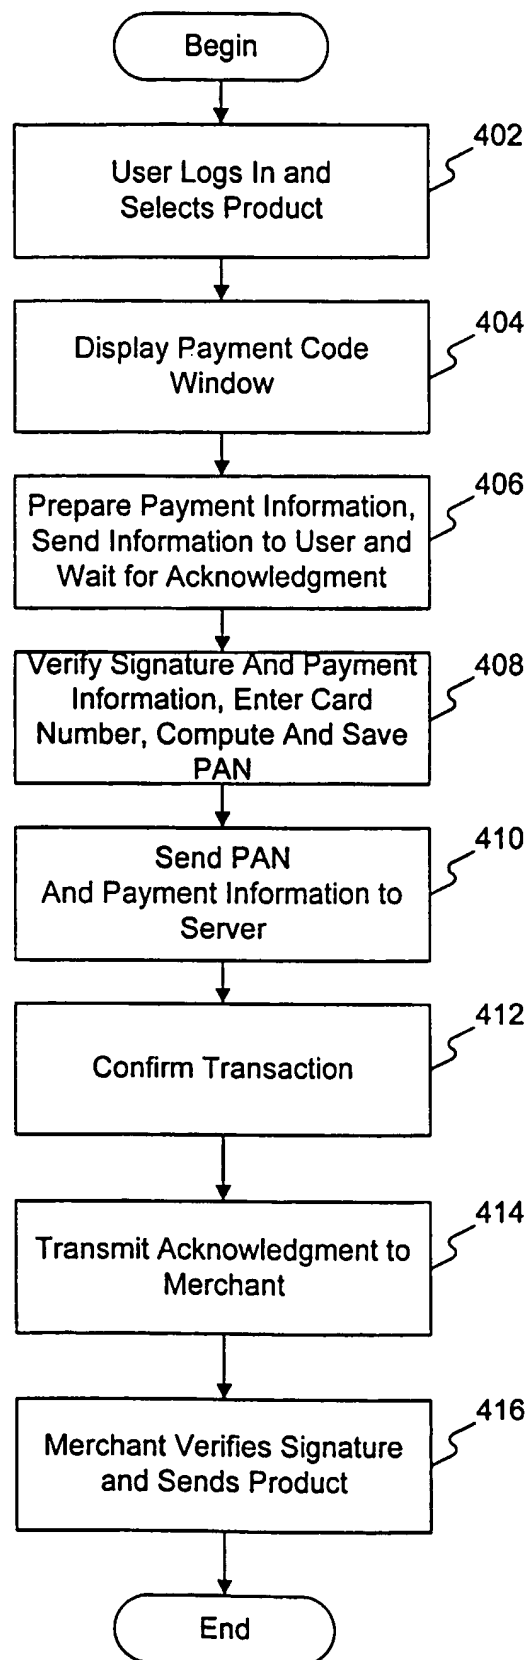 Begin
402
User Logs In and
Selects Product
404
Display Payment Code
Window
406
Prepare Payment Information,
Send Information to User and
Wait for Acknowledgment
408
Verify Signature And Payment
Information, Enter Card
Number, Compute And Save
PAN
410
Send PAN
And Payment Information to
Server
412
Confirm Transaction
414
Transmit Acknowledgment to
Merchant
416
Merchant Verifies Signature
and Sends Product
End